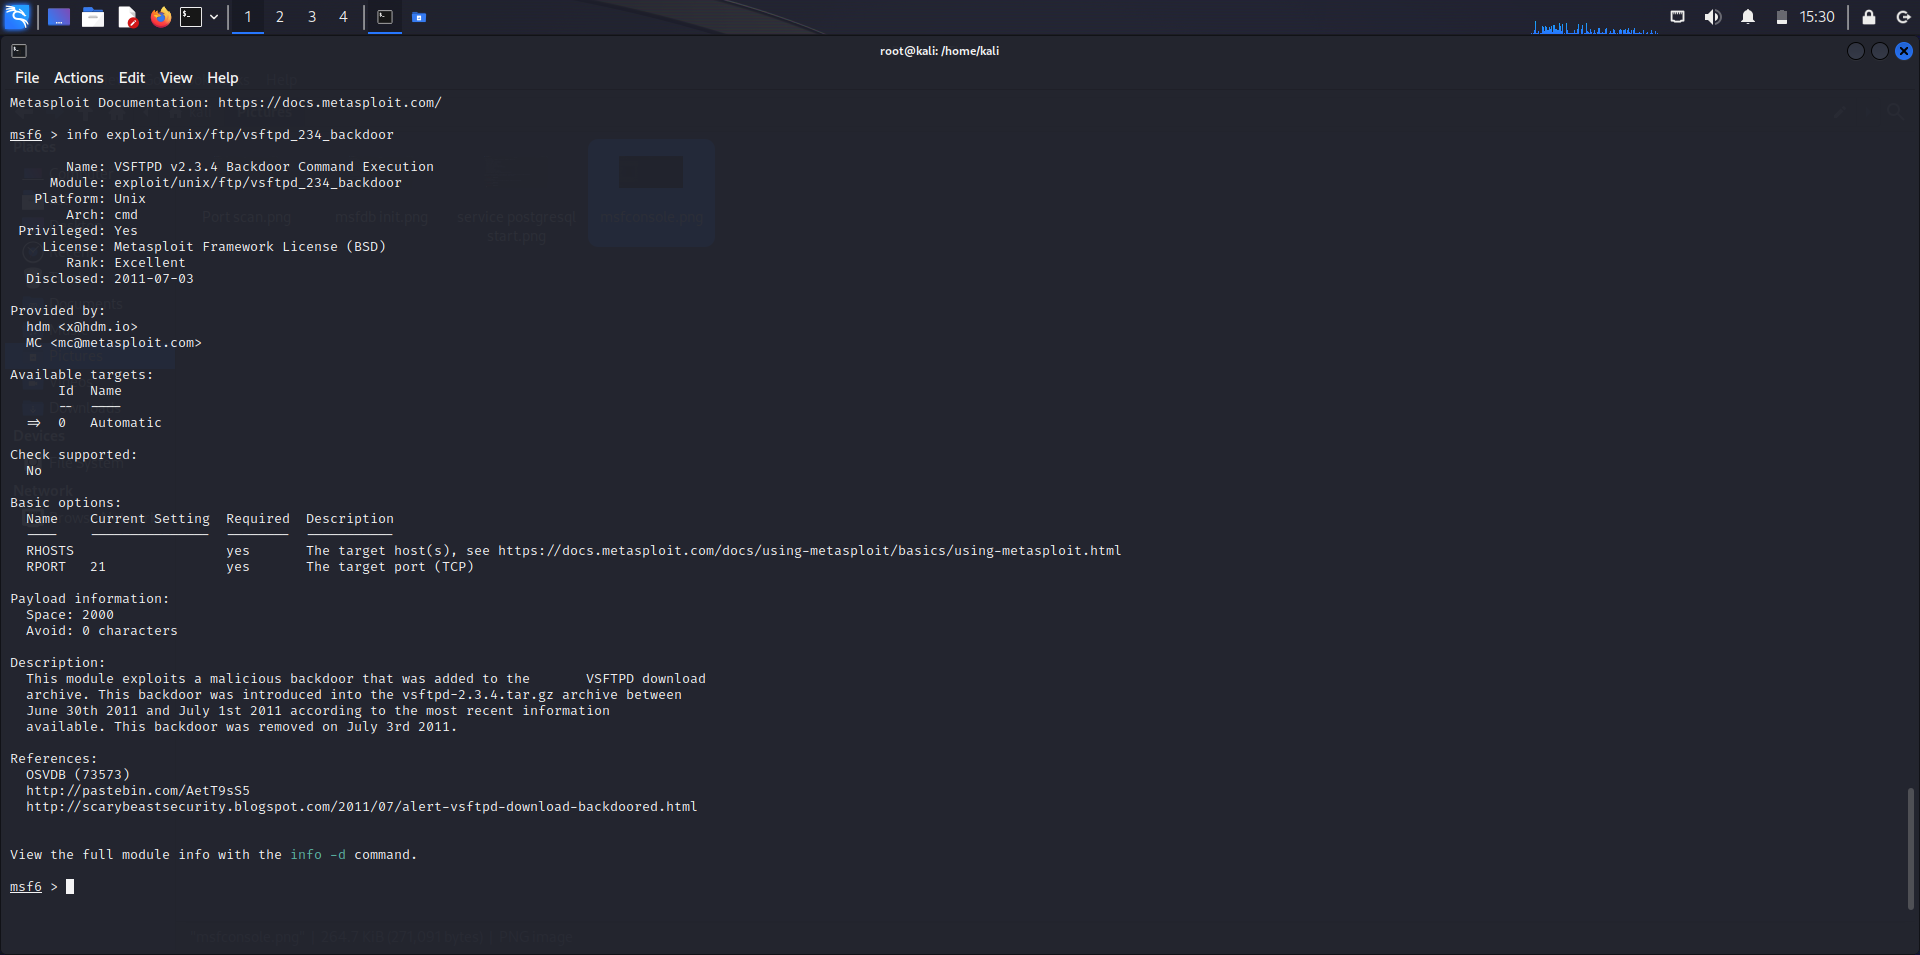 1 2 3 4 15:30
root@kali: /home/kali
File Actions Edit View Help
Metasploit Documentation: https://docs.metasploit.com/
msf6 > info exploit/unix/ftp/vsftpd_234_backdoor
Name: VSFTPD v2.3.4 Backdoor Command Execution
Module: exploit/unix/ftp/vsftpd_234_backdoor
Platform: Unix
Arch: cmd
Privileged: Yes
License: Metasploit Framework License (BSD)
Rank: Excellent
Disclosed: 2011-07-03
Provided by:
hdm <x@hdm.io>
MC <mc@metasploit.com>
Available targets:
Id Name
-- ----
=> 0 Automatic
Check supported:
No
Basic options:
Name Current Setting Required Description
---- --------------- -------- -----------
RHOSTS yes The target host(s), see https://docs.metasploit.com/docs/using-metasploit/basics/using-metasploit.html
RPORT 21 yes The target port (TCP)
Payload information:
Space: 2000
Avoid: 0 characters
Description:
This module exploits a malicious backdoor that was added to the VSFTPD download
archive. This backdoor was introduced into the vsftpd-2.3.4.tar.gz archive between
June 30th 2011 and July 1st 2011 according to the most recent information
available. This backdoor was removed on July 3rd 2011.
References:
OSVDB (73573)
http://pastebin.com/AetT9sS5
http://scarybeastsecurity.blogspot.com/2011/07/alert-vsftpd-download-backdoored.html
View the full module info with the info -d command.
msf6 >